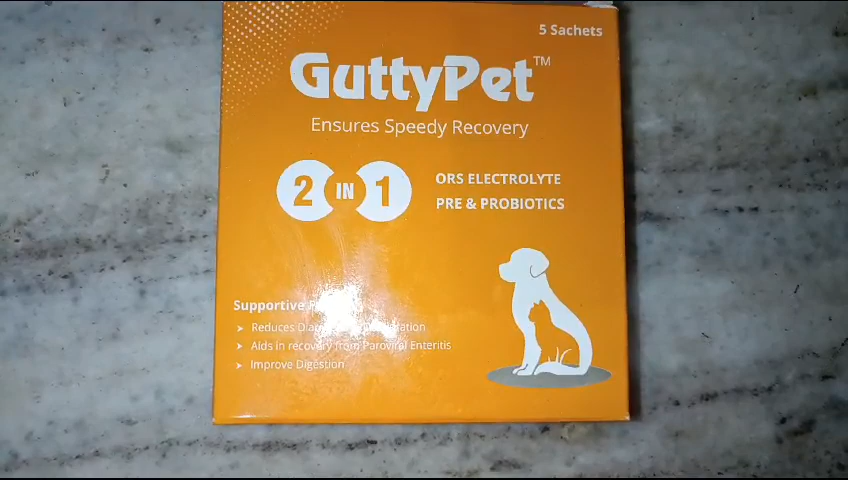 5 Sachets
GuttyPet™
Ensures Speedy Recovery
2 IN 1
ORS ELECTROLYTE
PRE & PROBIOTICS
Supportive
Reduces
Aids in recovery from Paroviral Enteritis
Improve Digestion